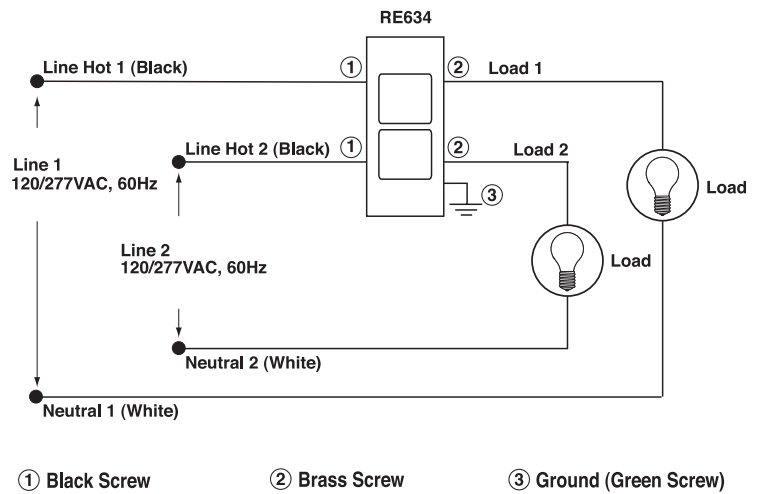 RE634
Line Hot 1 (Black)
①
②
Load 1
Line Hot 2 (Black)
①
②
Load 2
Line 1
120/277VAC, 60Hz
③
Load
Line 2
120/277VAC, 60Hz
Load
Neutral 2 (White)
Neutral 1 (White)
① Black Screw
② Brass Screw
③ Ground (Green Screw)